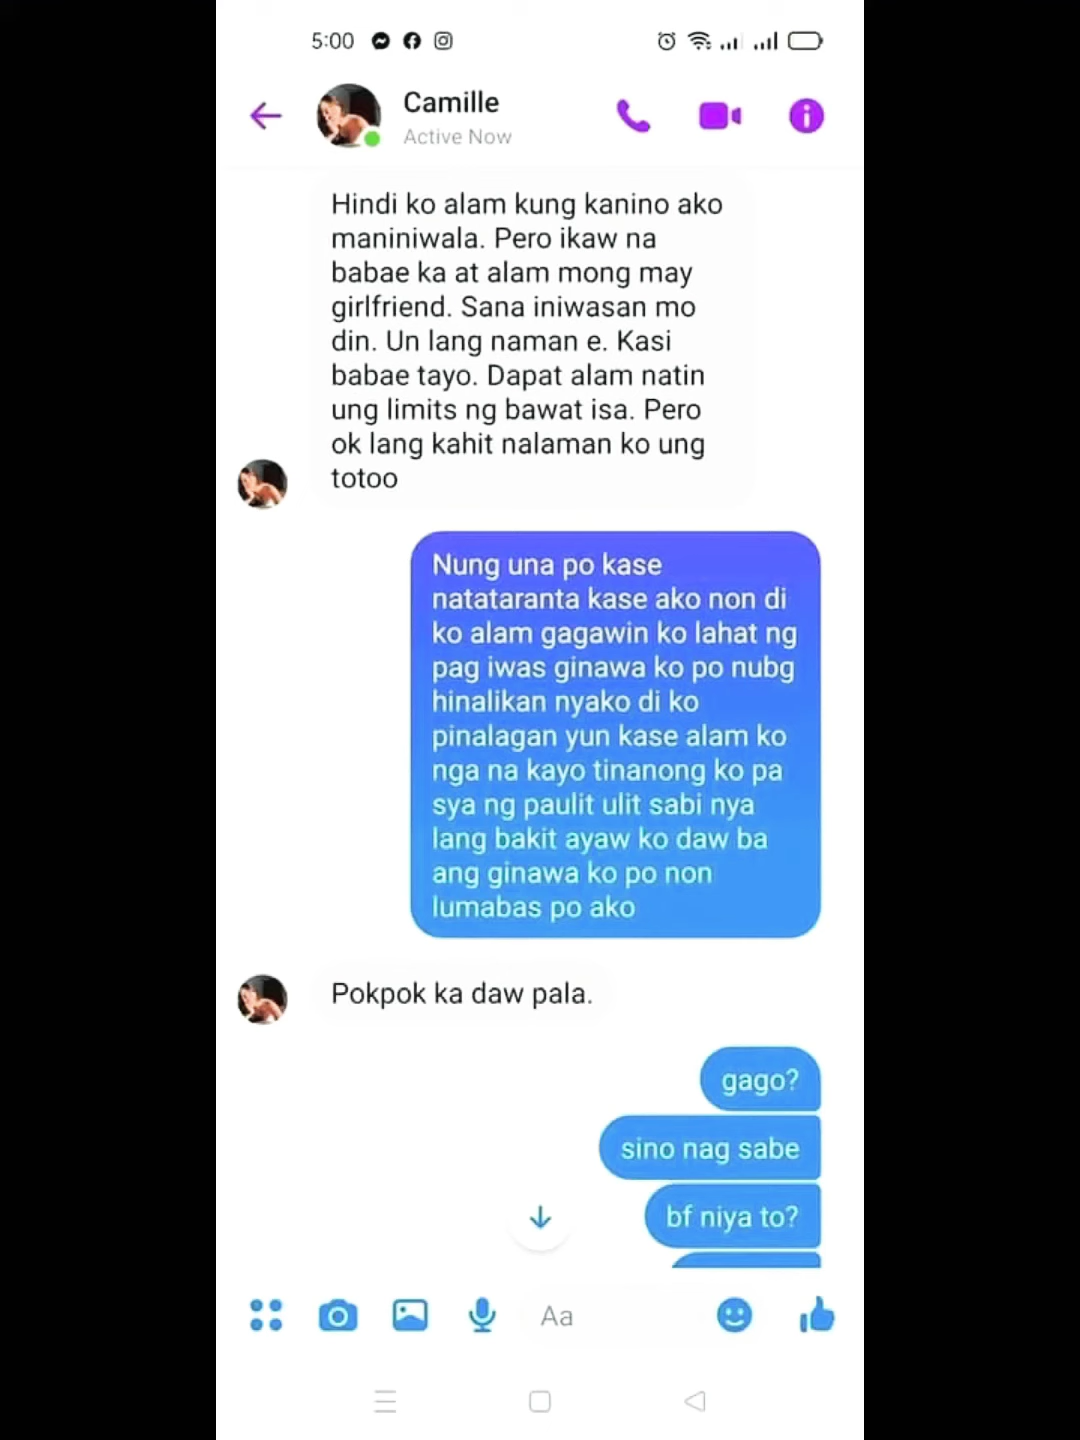 5:00
Camille
Active Now
Hindi ko alam kung kanino ako
maniniwala. Pero ikaw na
babae ka at alam mong may
girlfriend. Sana iniwasan mo
din. Un lang naman e. Kasi
babae tayo. Dapat alam natin
ung limits ng bawat isa. Pero
ok lang kahit nalaman ko ung
totoo
Nung una po kase
natataranta kase ako non di
ko alam gagawin ko lahat ng
pag iwas ginawa ko po nubg
hinalikan nyako di ko
pinalagan yun kase alam ko
nga na kayo tinanong ko pa
sya ng paulit ulit sabi nya
lang bakit ayaw ko daw ba
ang ginawa ko po non
lumabas po ako
Pokpok ka daw pala.
gago?
sino nag sabe
bf niya to?
Aa